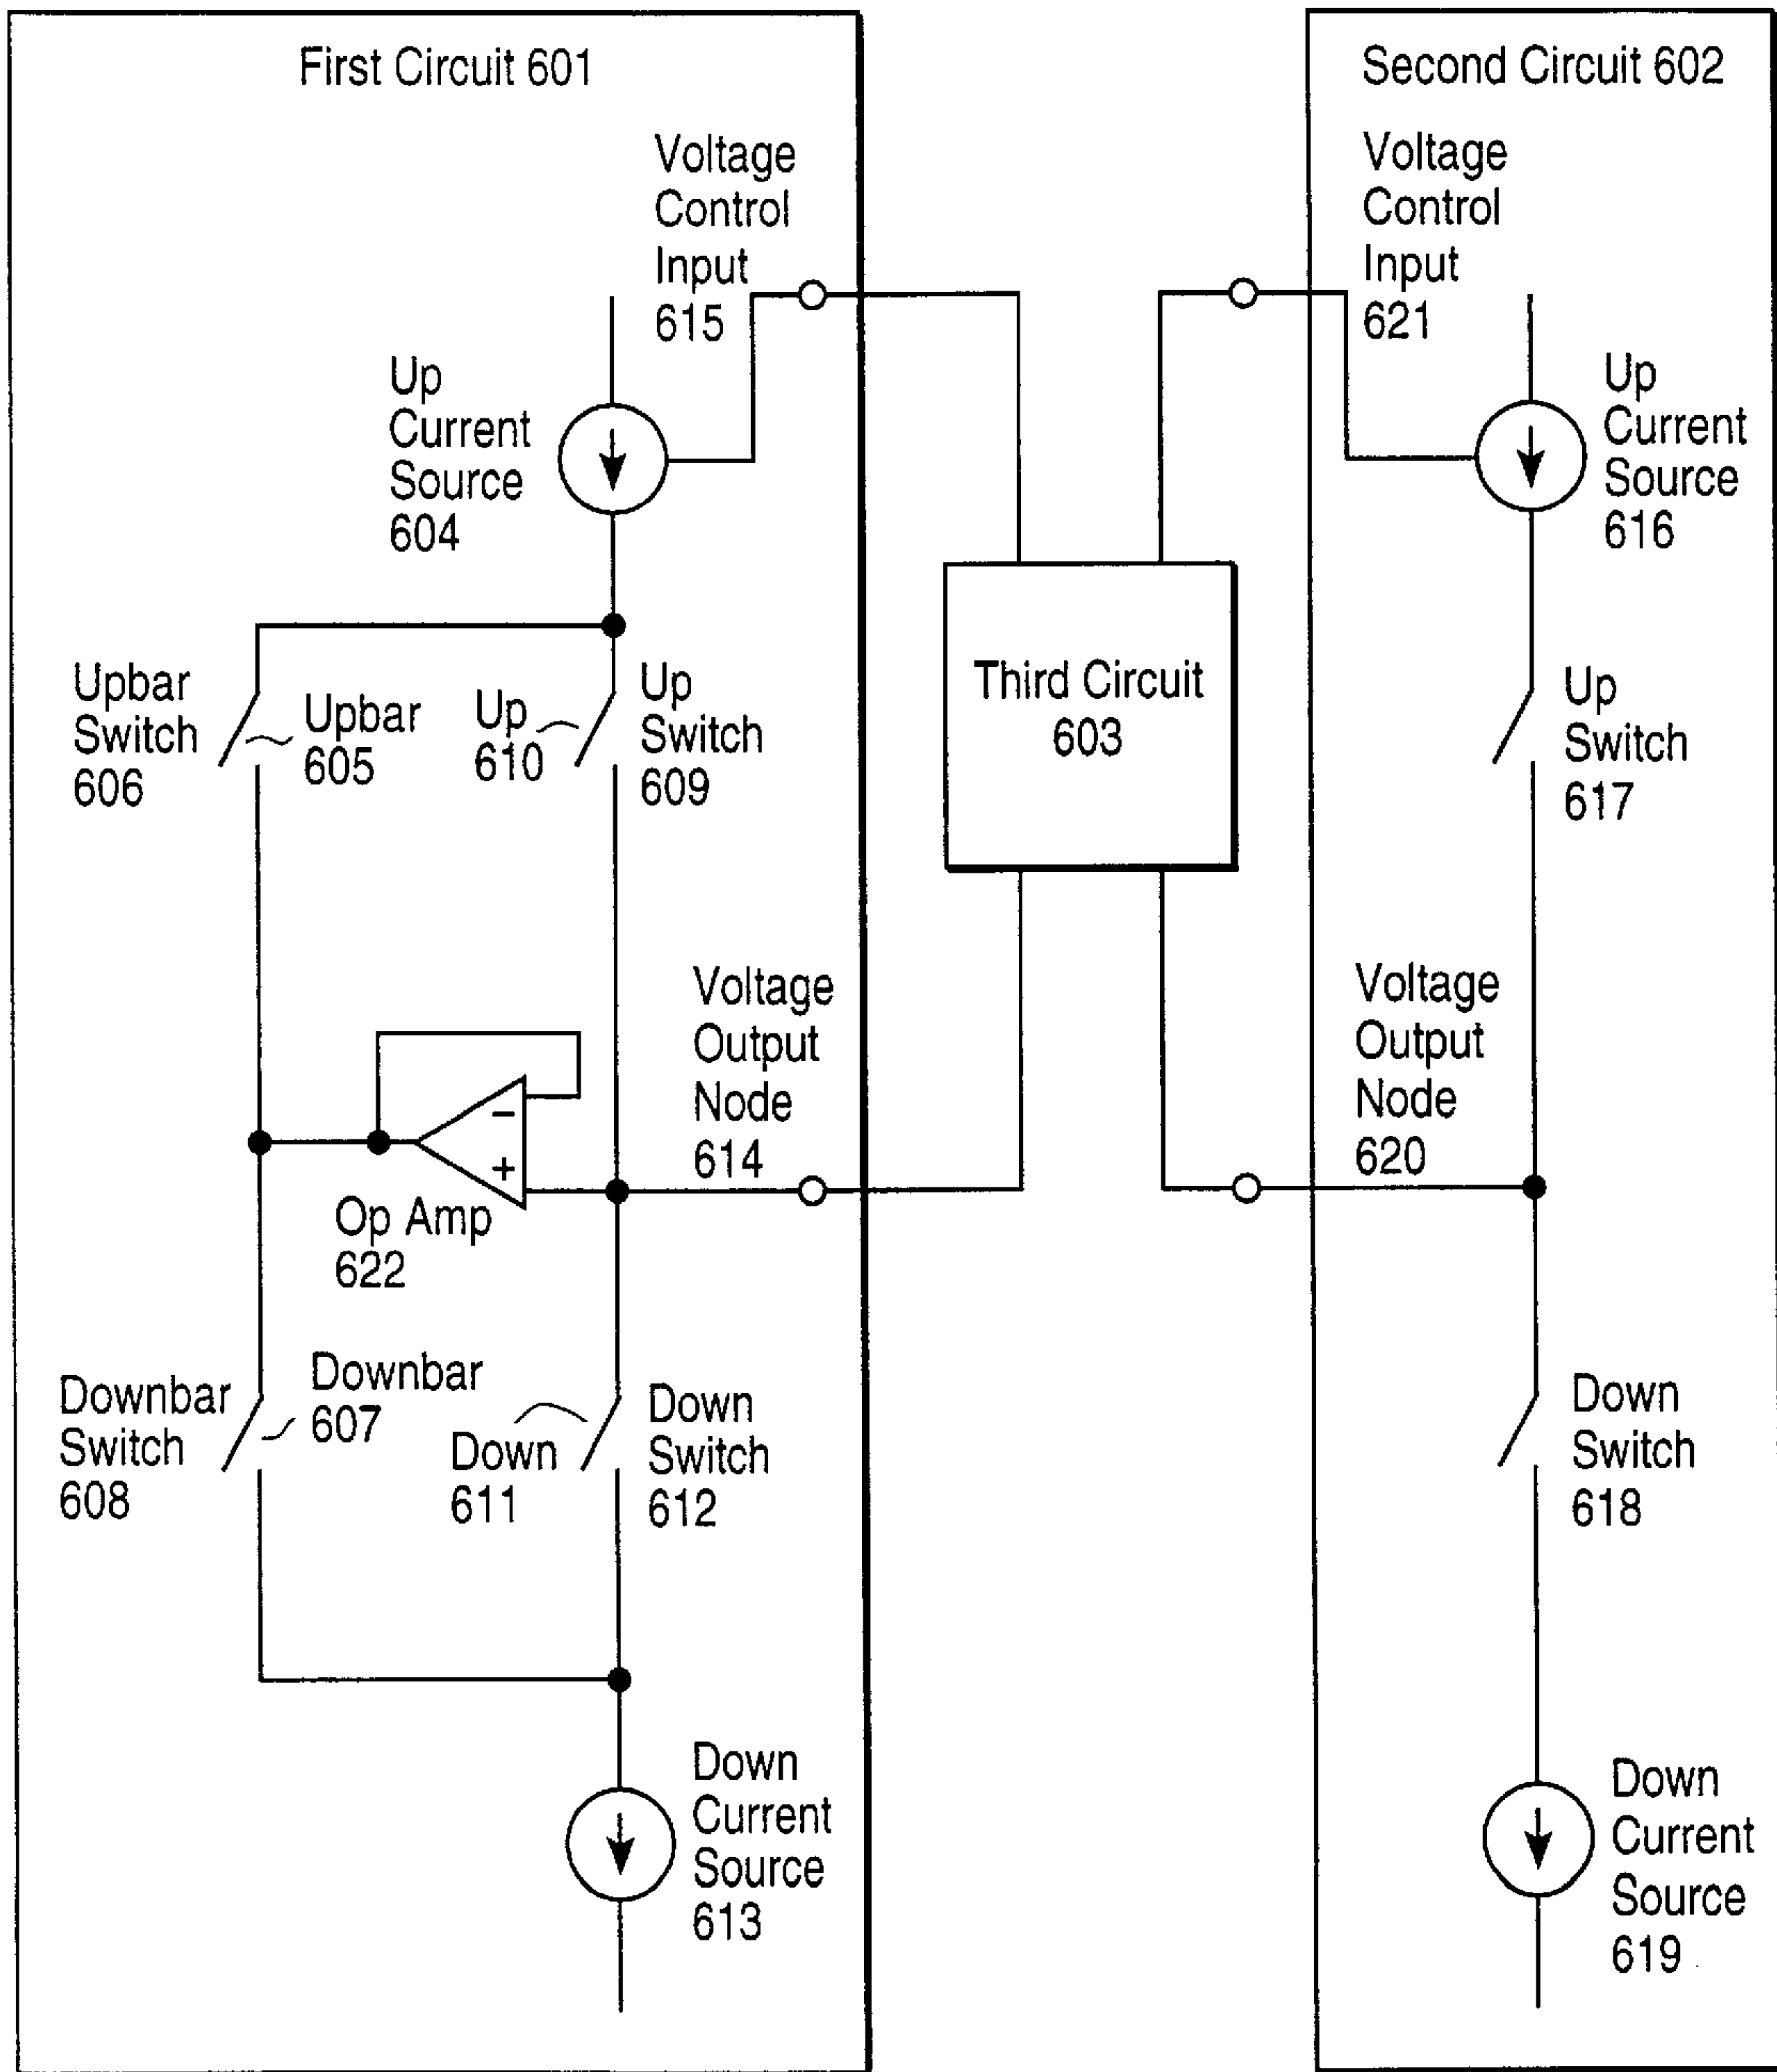 First Circuit 601
Second Circuit 602
Voltage
Control
Input
615
Voltage
Control
Input
621
Up
Current
Source
604
Up
Current
Source
616
Upbar
Switch
606
Upbar
605
Up
610
Up
Switch
609
Third Circuit
603
Up
Switch
617
Voltage
Output
Node
614
Voltage
Output
Node
620
−
+
Op Amp
622
Downbar
Switch
608
Downbar
607
Down
611
Down
Switch
612
Down
Switch
618
Down
Current
Source
613
Down
Current
Source
619